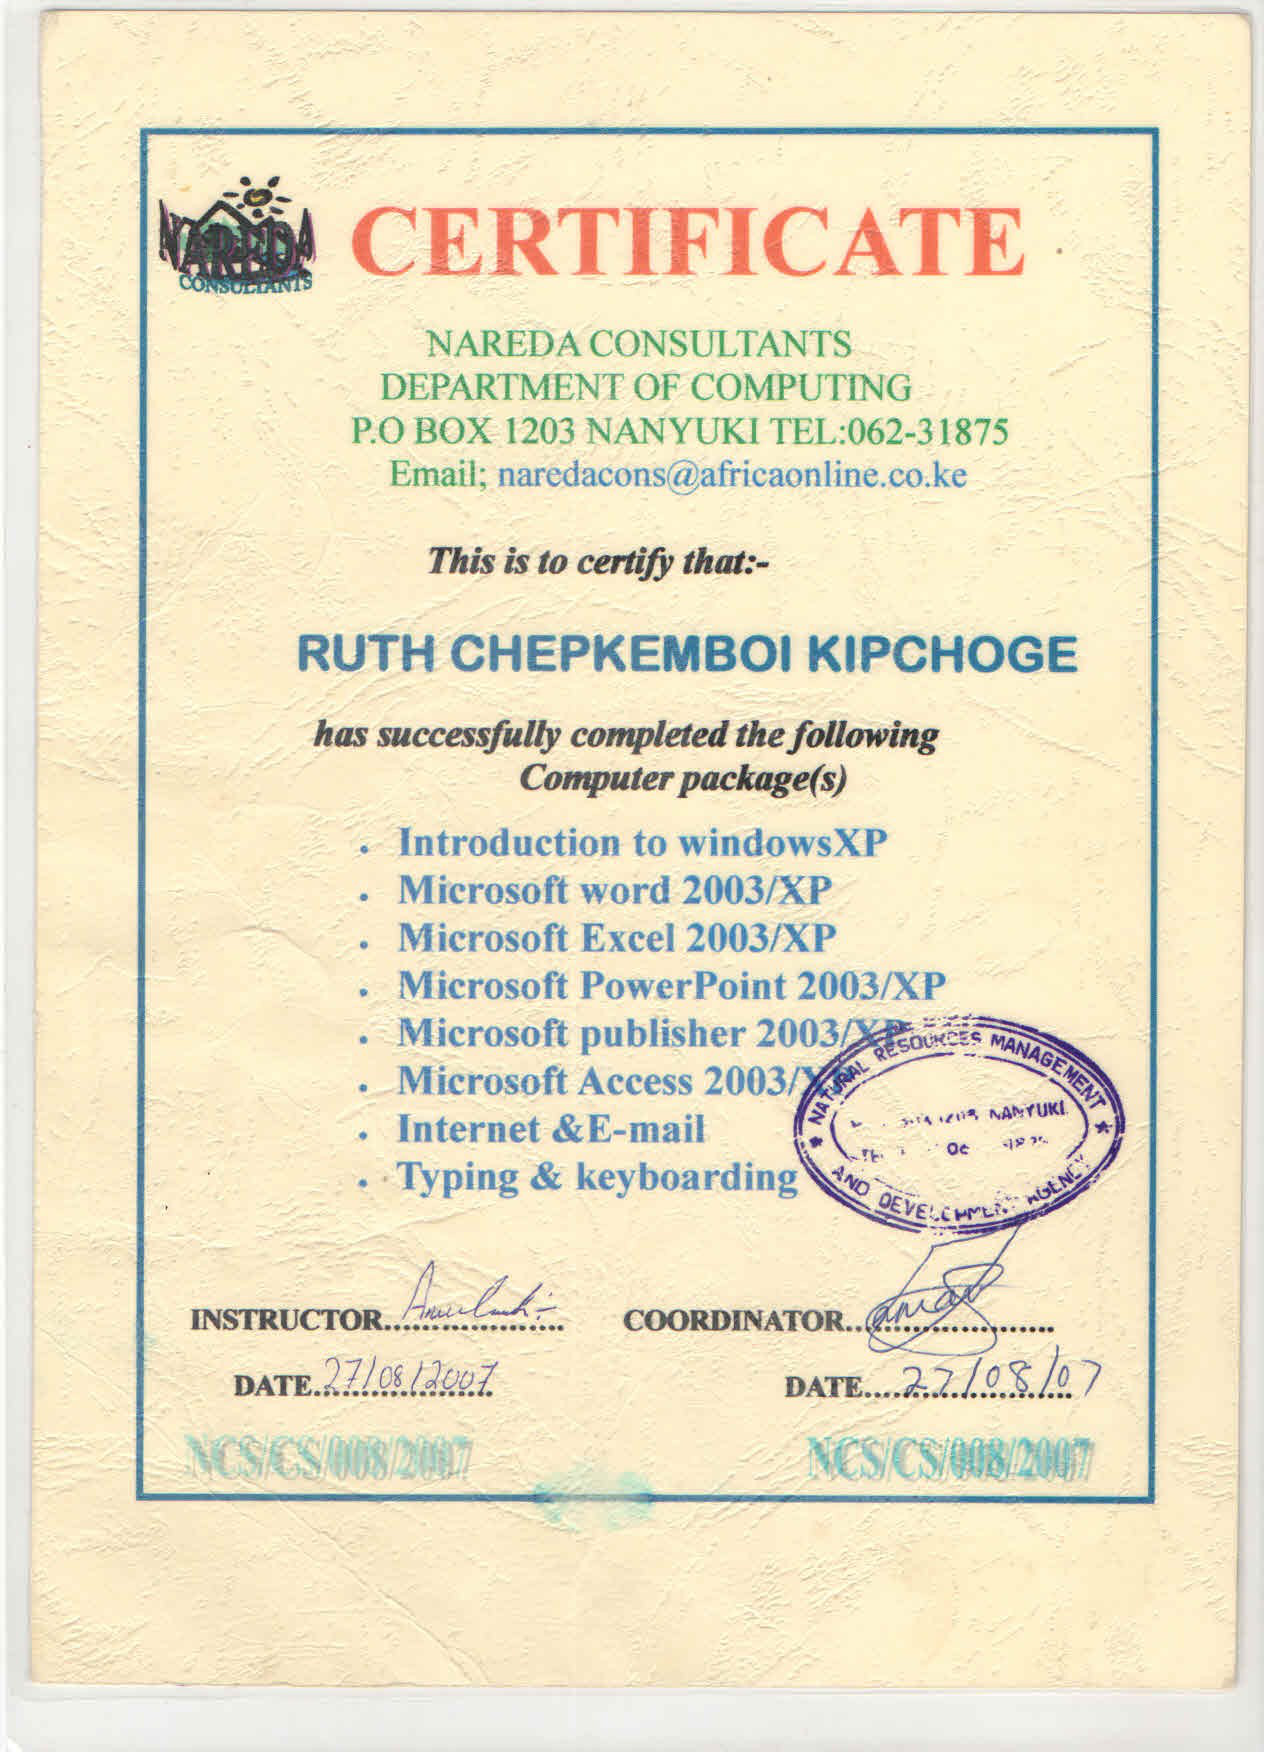 NAREDA
CONSULTANTS
CERTIFICATE
NAREDA CONSULTANTS
DEPARTMENT OF COMPUTING
P.O BOX 1203 NANYUKI TEL:062-31875
Email; naredacons@africaonline.co.ke
This is to certify that:-
RUTH CHEPKEMBOI KIPCHOGE
has successfully completed the following
Computer package(s)
• Introduction to windowsXP
• Microsoft word 2003/XP
• Microsoft Excel 2003/XP
• Microsoft PowerPoint 2003/XP
• Microsoft publisher 2003/XP
• Microsoft Access 2003/XP
• Internet &E-mail
• Typing & keyboarding
★ NATURAL RESOURCES MANAGEMENT ★
NANYUKI
AND DEVELOPMENT AGENCY
INSTRUCTOR.................... COORDINATOR.......................
DATE..27/08/2007 DATE....27/08/07
NCS/CS/008/2007 NCS/CS/008/2007